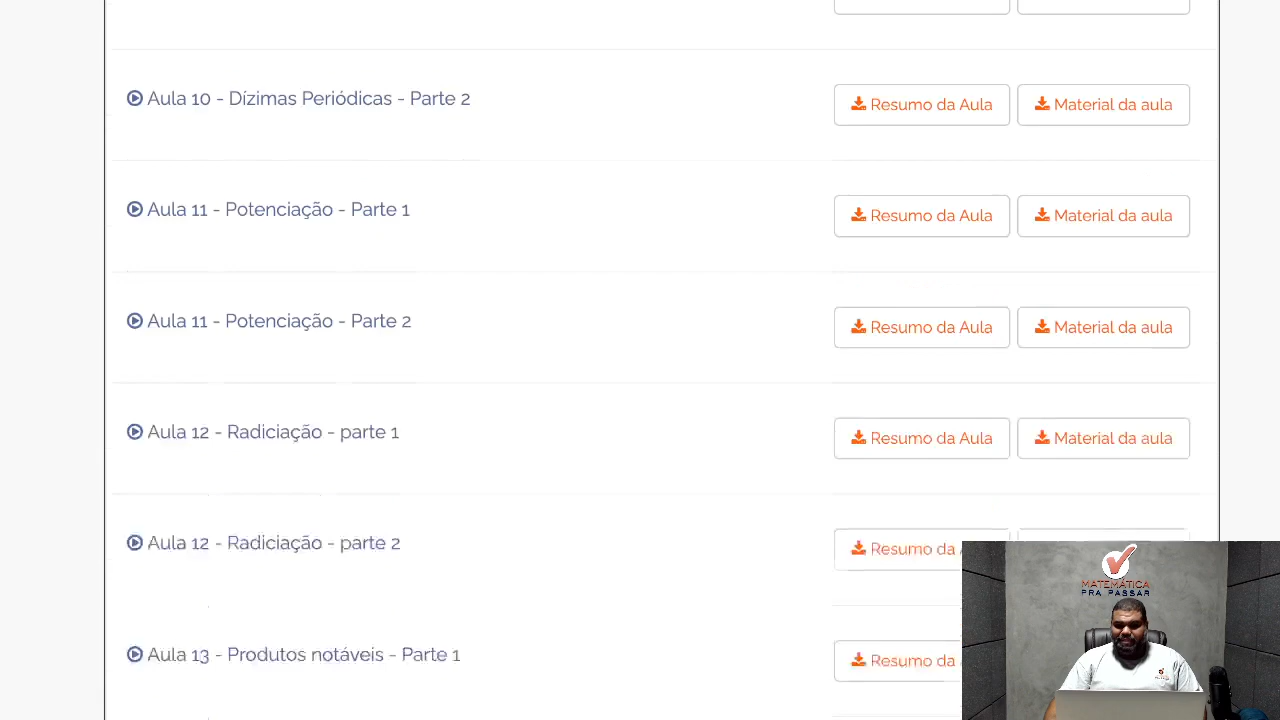 Aula 10 - Dízimas Periódicas - Parte 2
Resumo da Aula
Material da aula
Aula 11 - Potenciação - Parte 1
Resumo da Aula
Material da aula
Aula 11 - Potenciação - Parte 2
Resumo da Aula
Material da aula
Aula 12 - Radiciação - parte 1
Resumo da Aula
Material da aula
Aula 12 - Radiciação - parte 2
Resumo da
Aula 13 - Produtos notáveis - Parte 1
Resumo da
MATEMÁTICA
PRA PASSAR